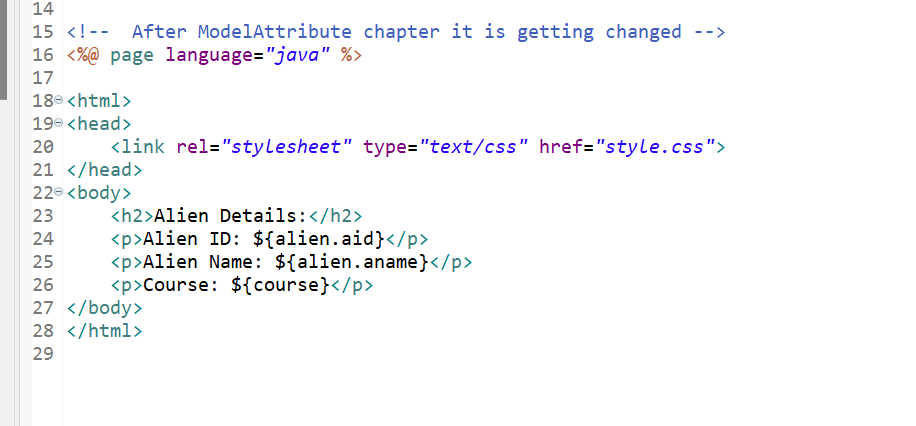 14
15 <!--  After ModelAttribute chapter it is getting changed -->
16 <%@ page language="java" %>
17
18 <html>
19 <head>
20     <link rel="stylesheet" type="text/css" href="style.css">
21 </head>
22 <body>
23     <h2>Alien Details:</h2>
24     <p>Alien ID: ${alien.aid}</p>
25     <p>Alien Name: ${alien.aname}</p>
26     <p>Course: ${course}</p>
27 </body>
28 </html>
29